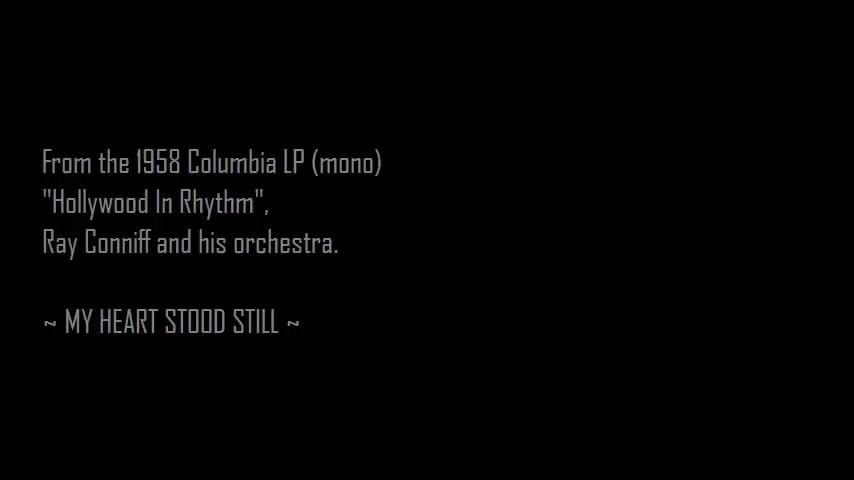 From the 1958 Columbia LP (mono)
"Hollywood In Rhythm",
Ray Conniff and his orchestra.
~ MY HEART STOOD STILL ~